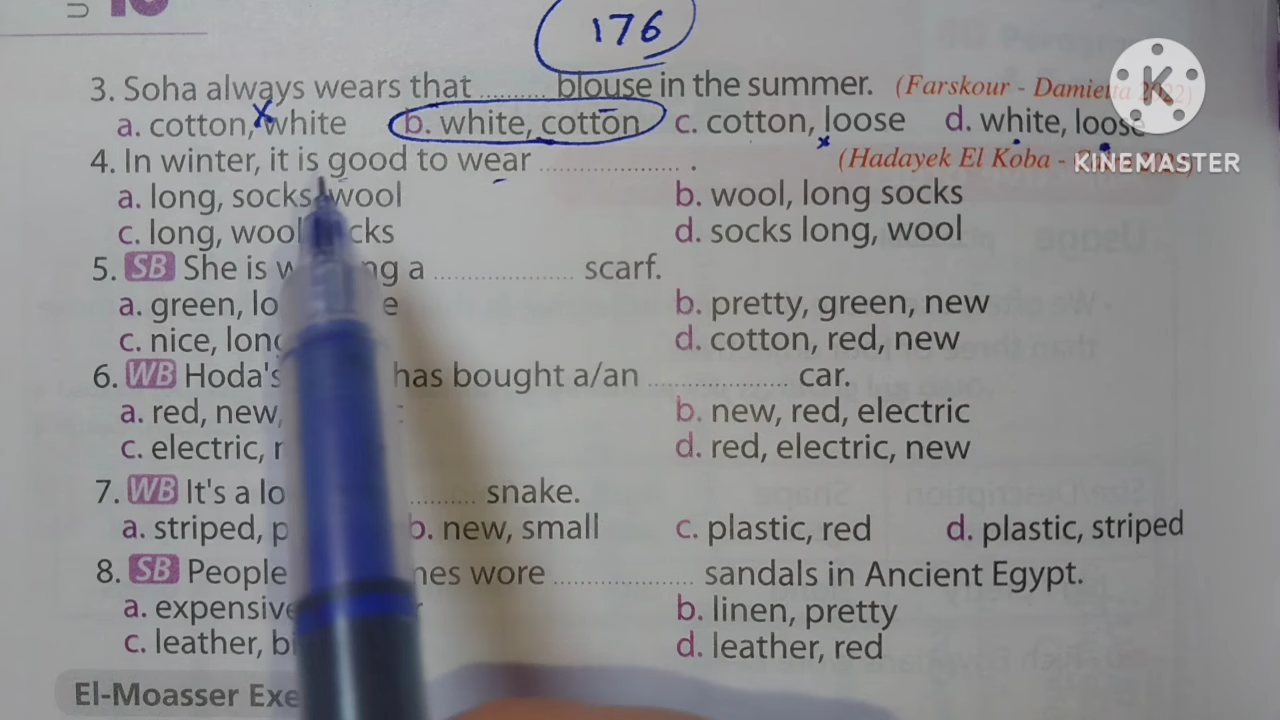 10
176
3. Soha always wears that ......... blouse in the summer. (Farskour - Damietta 2022)
a. cotton, white b. white, cotton c. cotton, loose d. white, loose
KINEMASTER
4. In winter, it is good to wear .................... . (Hadayek El Koba -
a. long, socks, wool b. wool, long socks
c. long, wool socks d. socks long, wool
5. SB She is wearing a .................... scarf.
a. green, b. pretty, green, new
c. nice, long d. cotton, red, new
6. WB Hoda's has bought a/an .................... car.
a. red, new, b. new, red, electric
c. electric, d. red, electric, new
7. WB It's a .......... snake.
a. striped, b. new, small c. plastic, red d. plastic, striped
8. SB People wore .................... sandals in Ancient Egypt.
a. expensive b. linen, pretty
c. leather, d. leather, red
El-Moasser